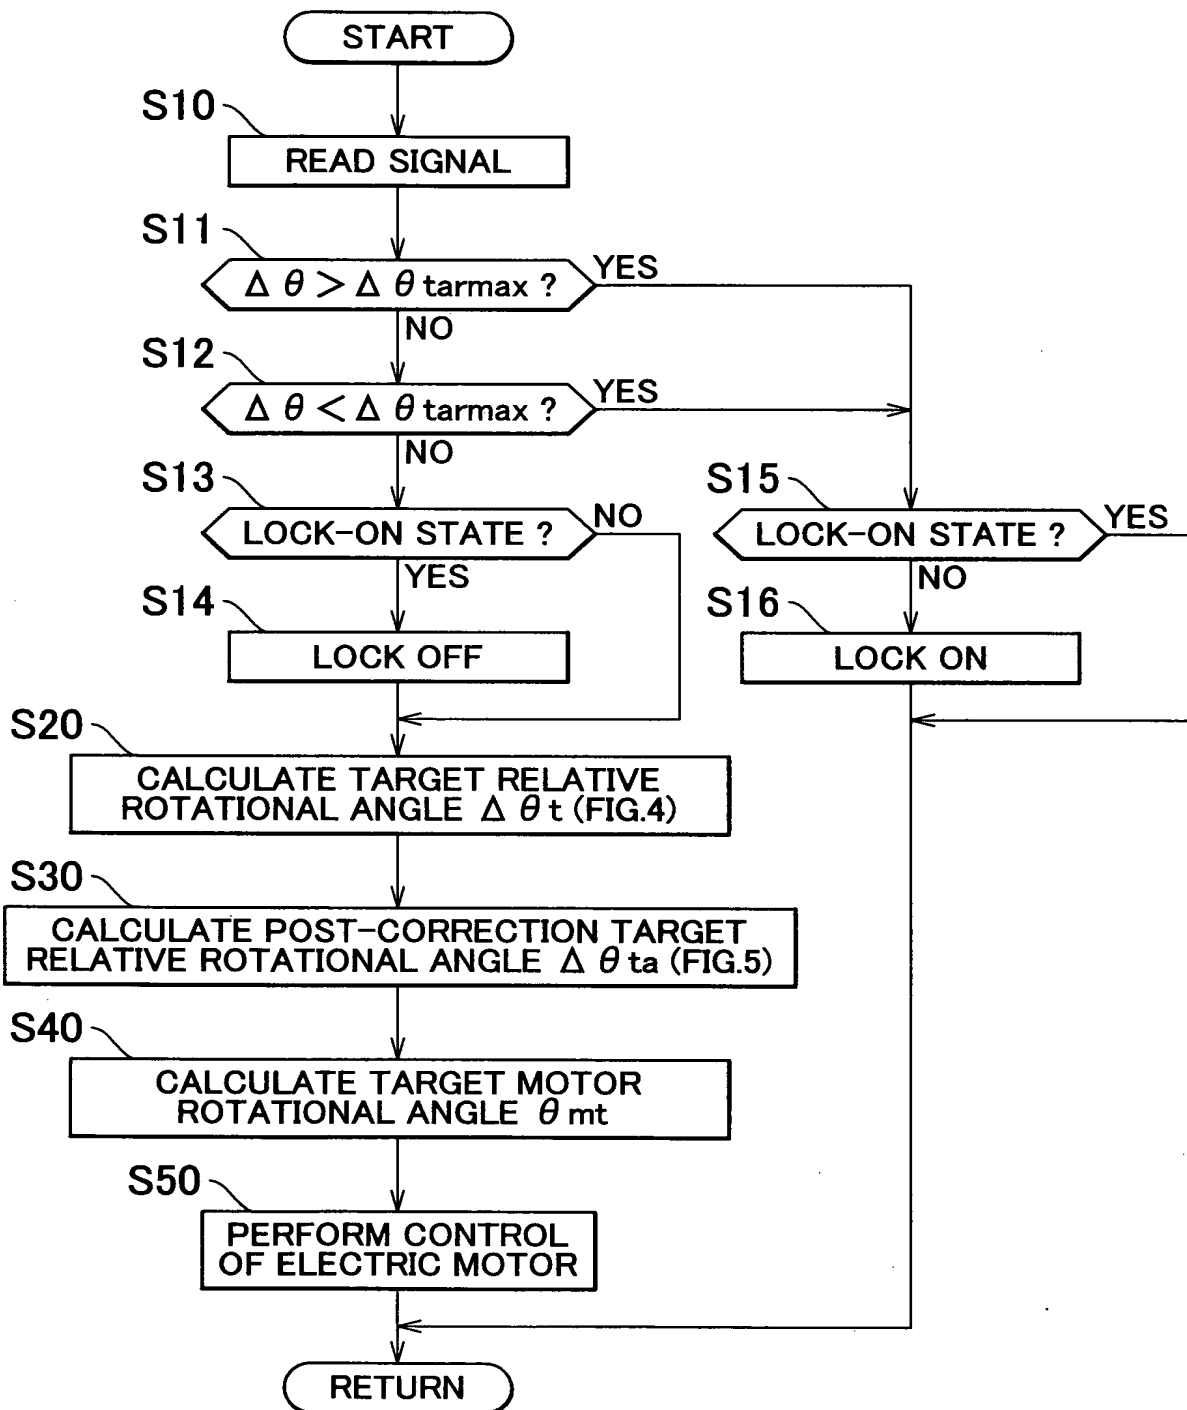 START
S10
READ SIGNAL
S11
Δ θ > Δ θ tarmax ?
YES
NO
S12
Δ θ < Δ θ tarmax ?
YES
NO
S13
LOCK-ON STATE ?
NO
YES
S15
LOCK-ON STATE ?
YES
NO
S14
LOCK OFF
S16
LOCK ON
S20
CALCULATE TARGET RELATIVE
ROTATIONAL ANGLE Δ θ t (FIG.4)
S30
CALCULATE POST-CORRECTION TARGET
RELATIVE ROTATIONAL ANGLE Δ θ ta (FIG.5)
S40
CALCULATE TARGET MOTOR
ROTATIONAL ANGLE θ mt
S50
PERFORM CONTROL
OF ELECTRIC MOTOR
RETURN